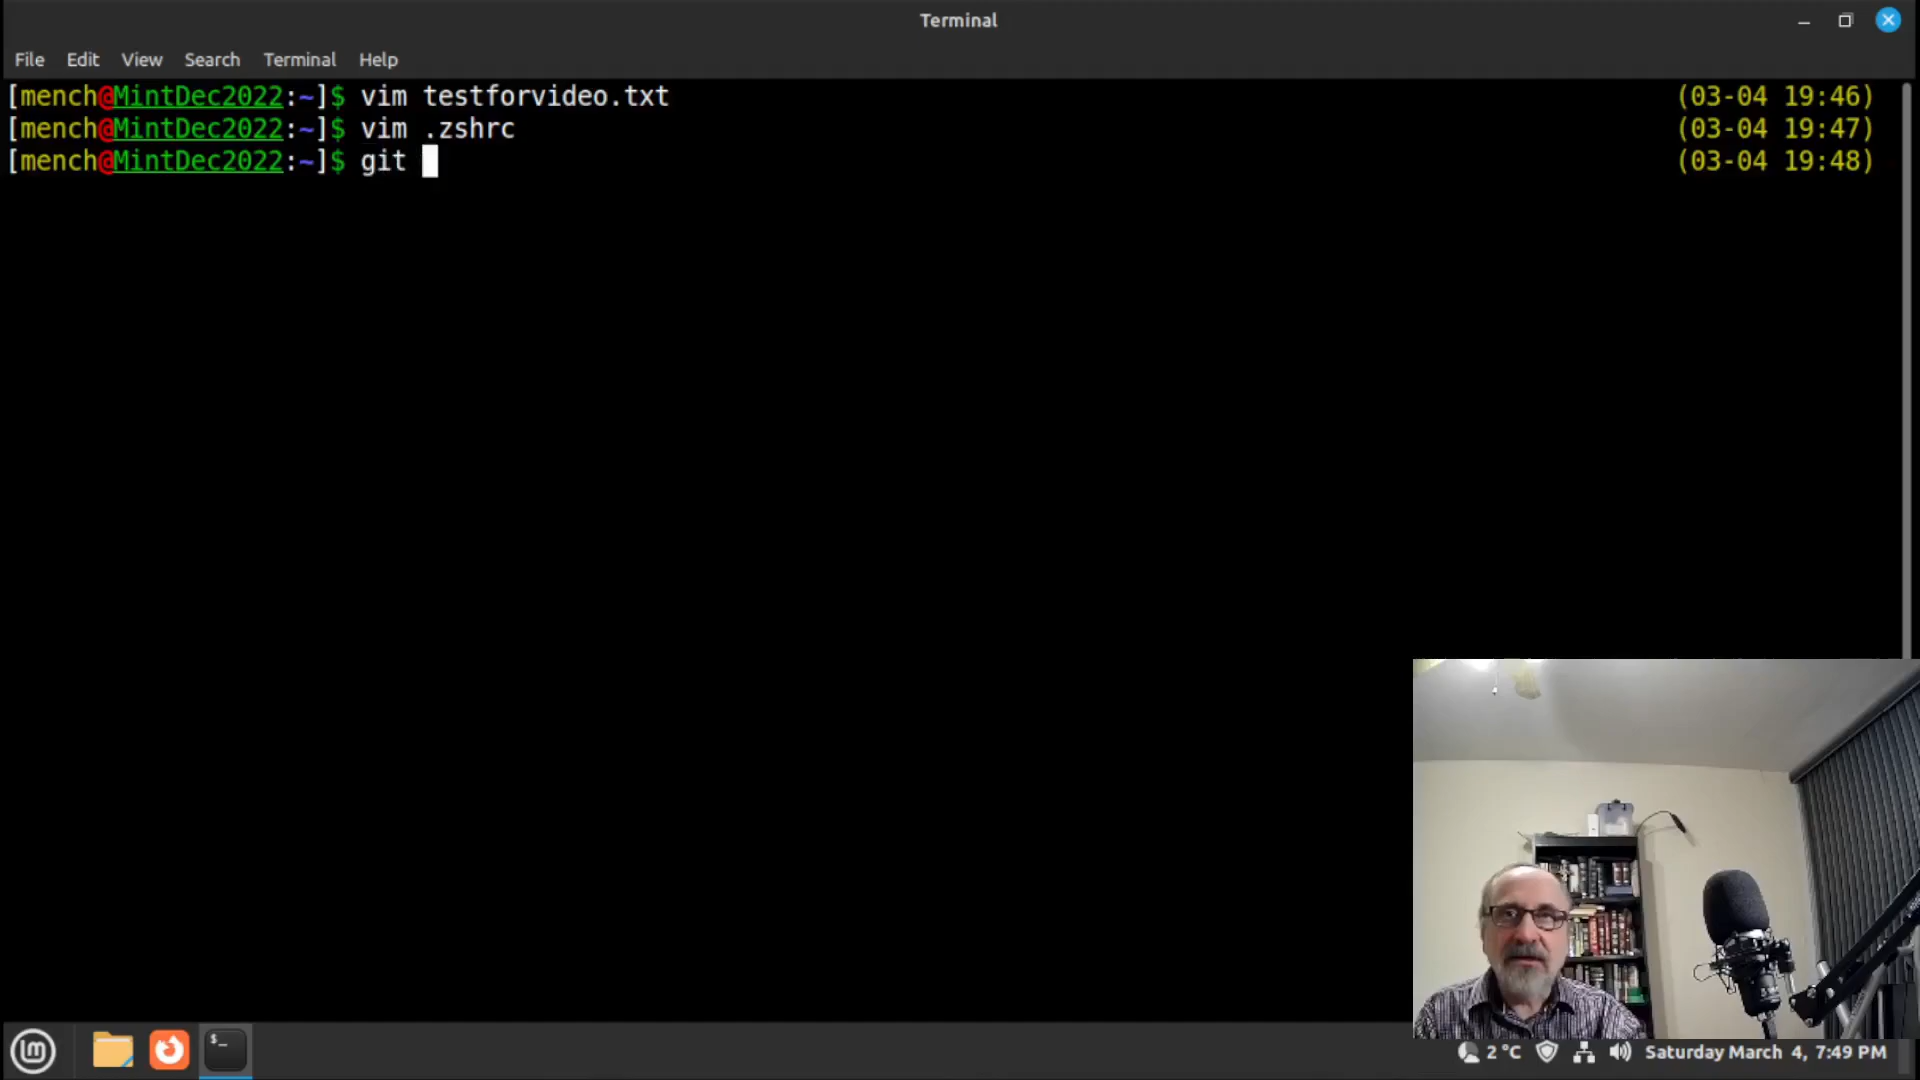 Terminal
File Edit View Search Terminal Help
[mench@MintDec2022:~]$ vim testforvideo.txt (03-04 19:46)
[mench@MintDec2022:~]$ vim .zshrc (03-04 19:47)
[mench@MintDec2022:~]$ git (03-04 19:48)
$_
2 °C Saturday March 4, 7:49 PM